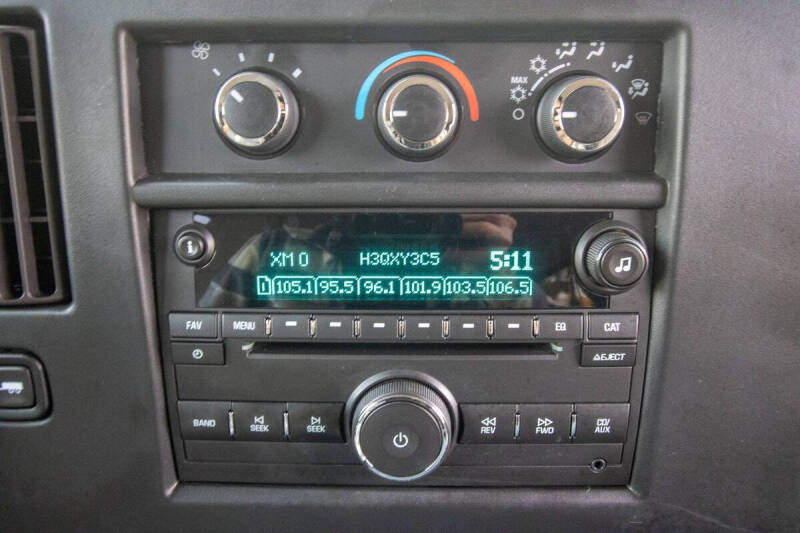 MAX
XM 0 H3QXY3C5 5:11
1 105.1 95.5 96.1 101.9 103.5 106.5
FAV MENU EQ CAT
EJECT
BAND SEEK SEEK REV FWD CD/AUX